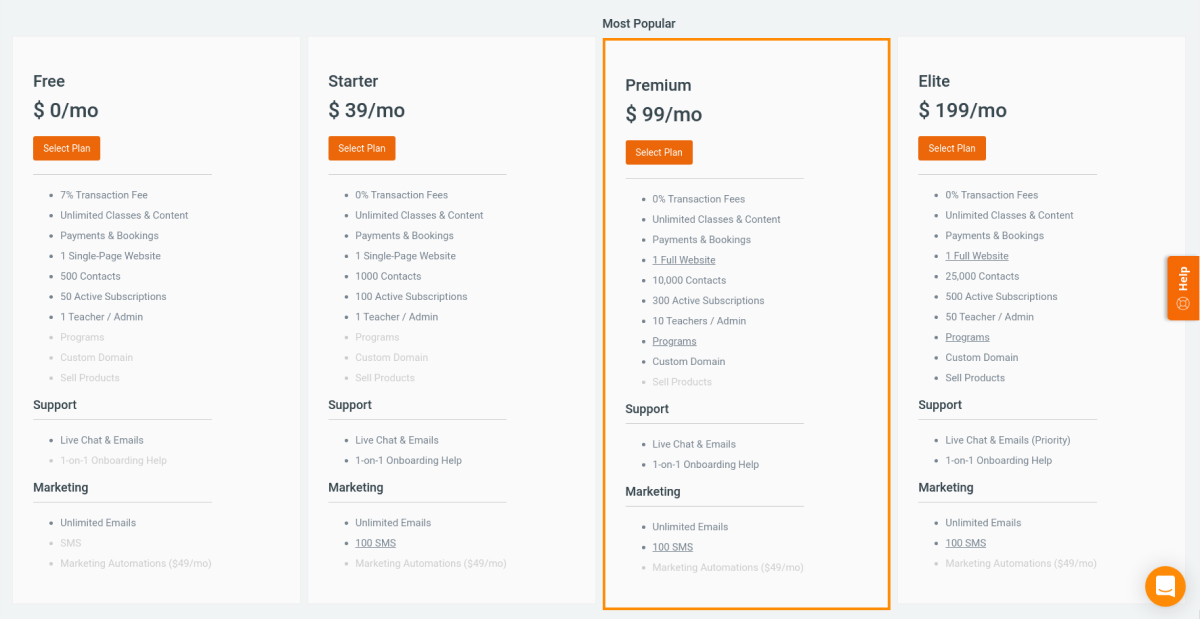 Most Popular
Free
$ 0/mo
Select Plan
7% Transaction Fee
Unlimited Classes & Content
Payments & Bookings
1 Single-Page Website
500 Contacts
50 Active Subscriptions
1 Teacher / Admin
Programs
Custom Domain
Sell Products
Support
Live Chat & Emails
1-on-1 Onboarding Help
Marketing
Unlimited Emails
SMS
Marketing Automations ($49/mo)
Starter
$ 39/mo
Select Plan
0% Transaction Fees
Unlimited Classes & Content
Payments & Bookings
1 Single-Page Website
1000 Contacts
100 Active Subscriptions
1 Teacher / Admin
Programs
Custom Domain
Sell Products
Support
Live Chat & Emails
1-on-1 Onboarding Help
Marketing
Unlimited Emails
100 SMS
Marketing Automations ($49/mo)
Premium
$ 99/mo
Select Plan
0% Transaction Fees
Unlimited Classes & Content
Payments & Bookings
1 Full Website
10,000 Contacts
300 Active Subscriptions
10 Teachers / Admin
Programs
Custom Domain
Sell Products
Support
Live Chat & Emails
1-on-1 Onboarding Help
Marketing
Unlimited Emails
100 SMS
Marketing Automations ($49/mo)
Elite
$ 199/mo
Select Plan
0% Transaction Fees
Unlimited Classes & Content
Payments & Bookings
1 Full Website
25,000 Contacts
500 Active Subscriptions
50 Teacher / Admin
Programs
Custom Domain
Sell Products
Support
Live Chat & Emails (Priority)
1-on-1 Onboarding Help
Marketing
Unlimited Emails
100 SMS
Marketing Automations ($49/mo)
Help